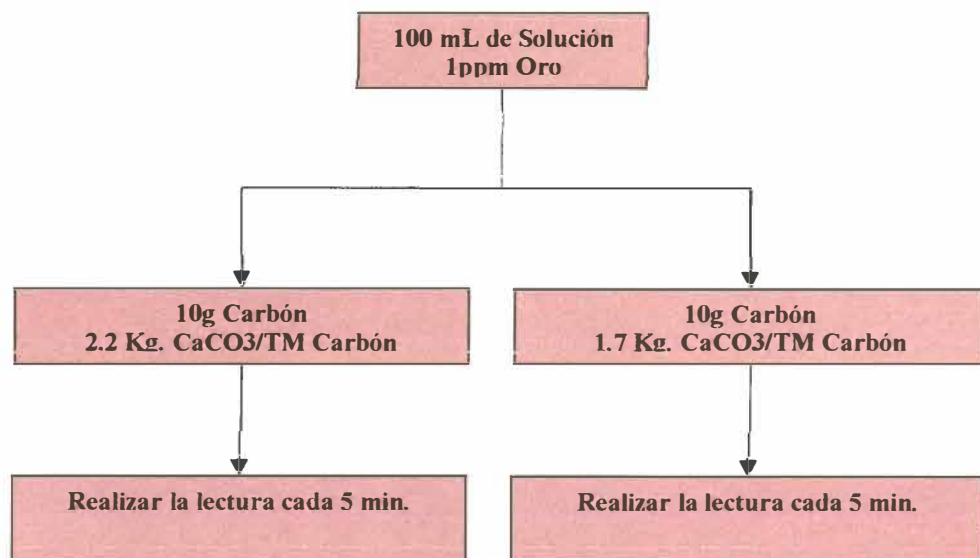 100 mL de Solución
1ppm Oro
10g Carbón
2.2 Kg. CaCO3/TM Carbón
10g Carbón
1.7 Kg. CaCO3/TM Carbón
Realizar la lectura cada 5 min.
Realizar la lectura cada 5 min.